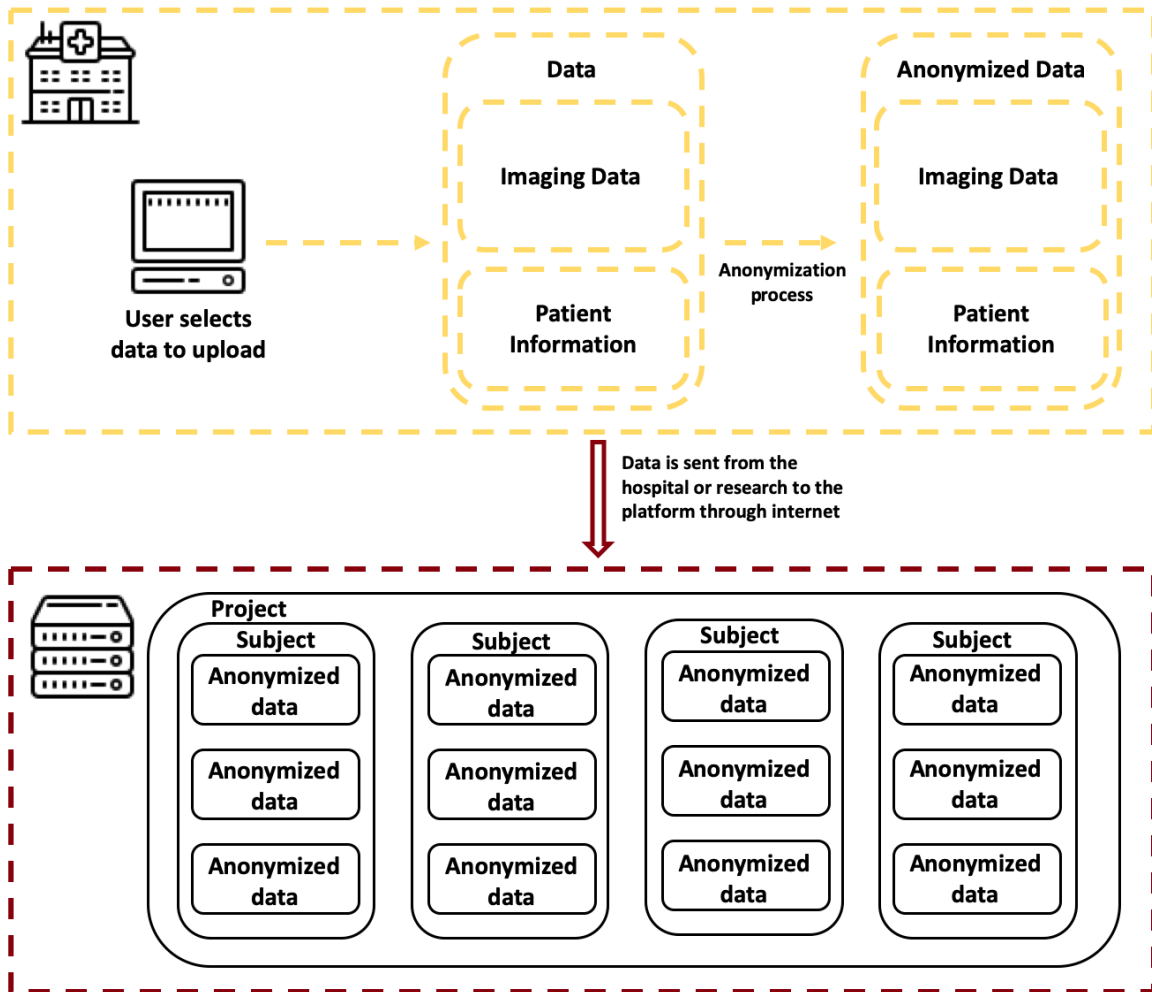 Data
Anonymized Data
Imaging Data
Imaging Data
Anonymization
process
User selects
data to upload
Patient
Information
Patient
Information
Data is sent from the
hospital or research to the
platform through internet
Project
Subject
Anonymized
data
Anonymized
data
Anonymized
data
Subject
Anonymized
data
Anonymized
data
Anonymized
data
Subject
Anonymized
data
Anonymized
data
Anonymized
data
Subject
Anonymized
data
Anonymized
data
Anonymized
data